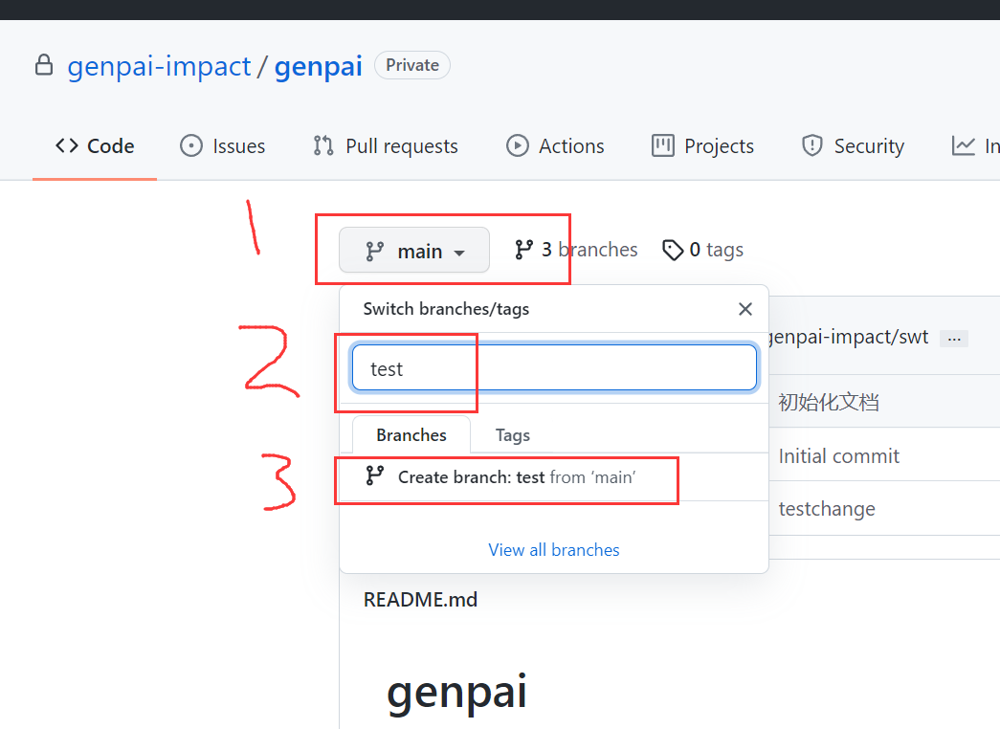 genpai-impact / genpai Private
Code Issues Pull requests Actions Projects Security
1
main 3 branches 0 tags
Switch branches/tags
genpai-impact/swt ...
2
test
初始化文档
Branches Tags
Initial commit
3
Create branch: test from ‘main’
testchange
View all branches
README.md
genpai